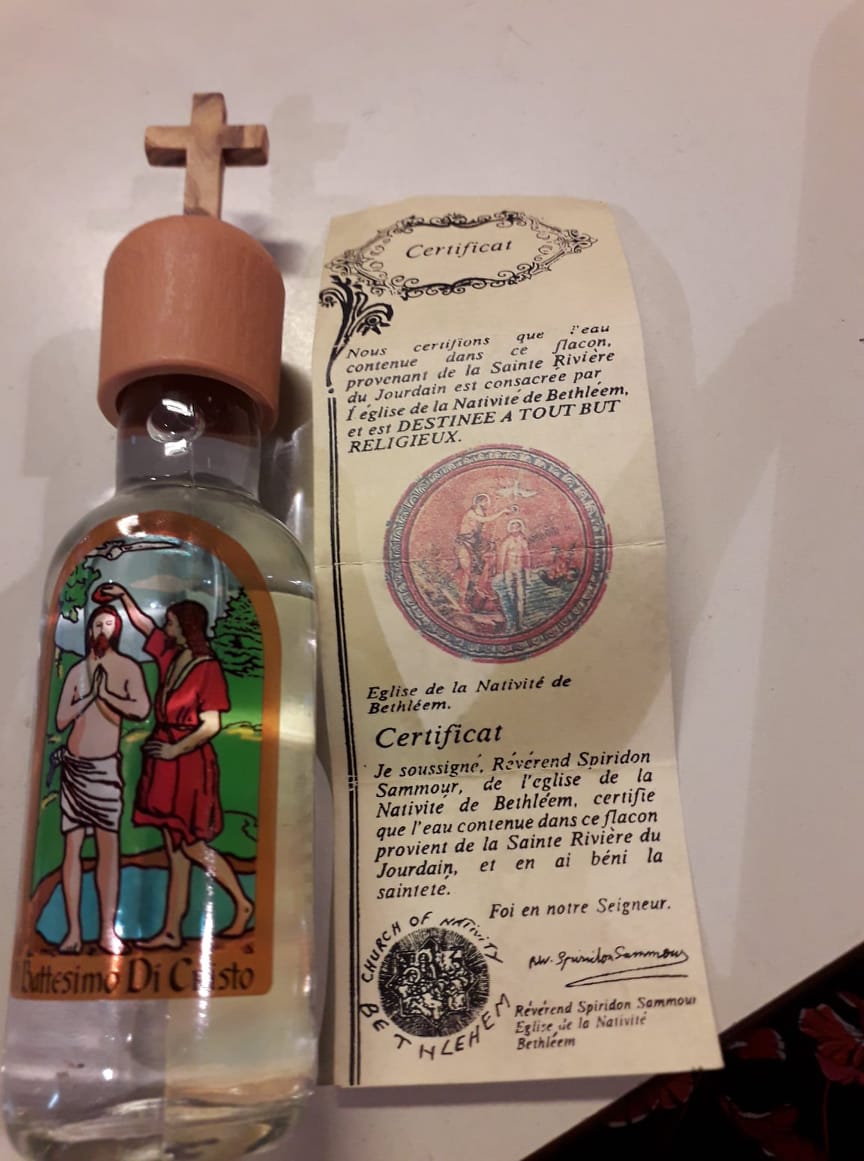 Certificat
Nous certifions que l'eau
contenue dans ce flacon,
provenant de la Sainte Rivière
du Jourdain est consacrée par
l église de la Nativité de Bethléem,
et est DESTINEE A TOUT BUT
RELIGIEUX.
Eglise de la Nativité de
Bethléem.
Certificat
Je soussigné, Révérend Spiridon
Sammour, de l'eglise de la
Nativité de Bethléem, certifie
que l'eau contenue dans ce flacon
provient de la Sainte Rivière du
Jourdain, et en ai béni la
sainteté.
Foi en notre Seigneur.
CHURCH OF NATIVITY
BETHLEHEM
Rev. Spiridon Sammour
Révérend Spiridon Sammour
Eglise de la Nativité
Bethléem
Battesimo Di Cristo